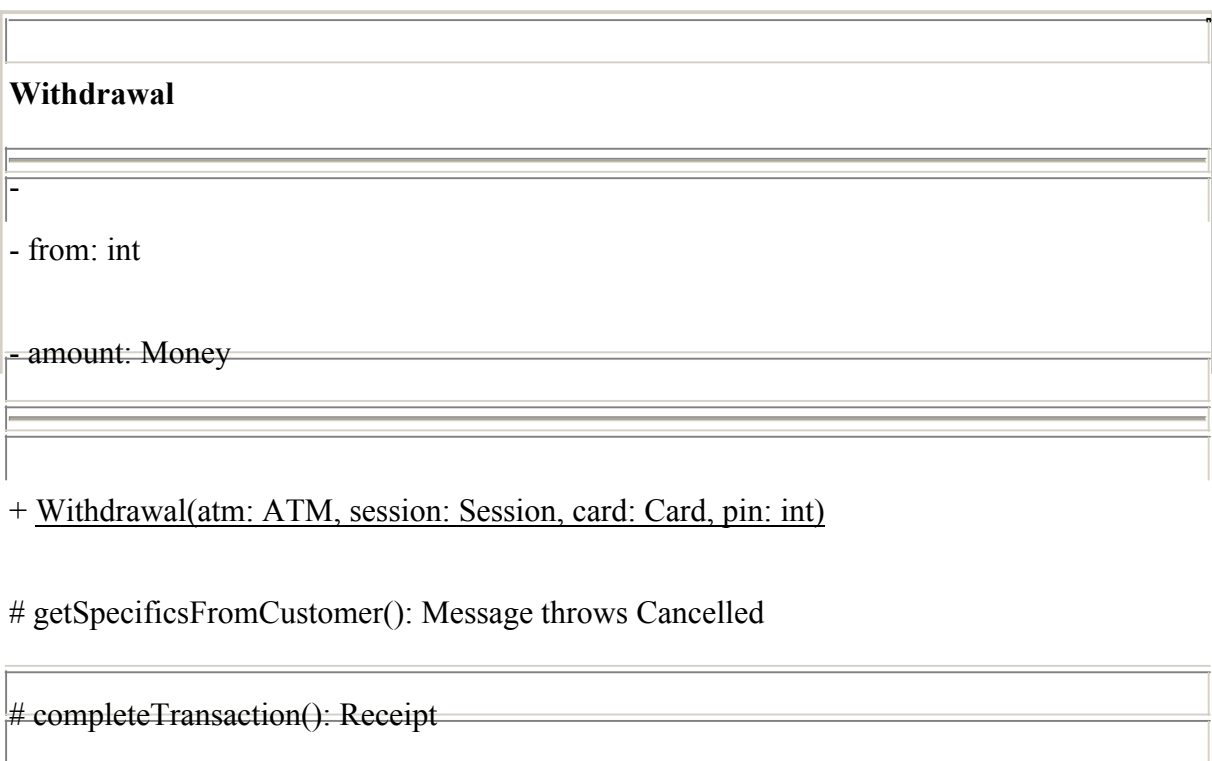 Withdrawal
-
- from: int
- amount: Money
+ Withdrawal(atm: ATM, session: Session, card: Card, pin: int)
# getSpecificsFromCustomer(): Message throws Cancelled
# completeTransaction(): Receipt